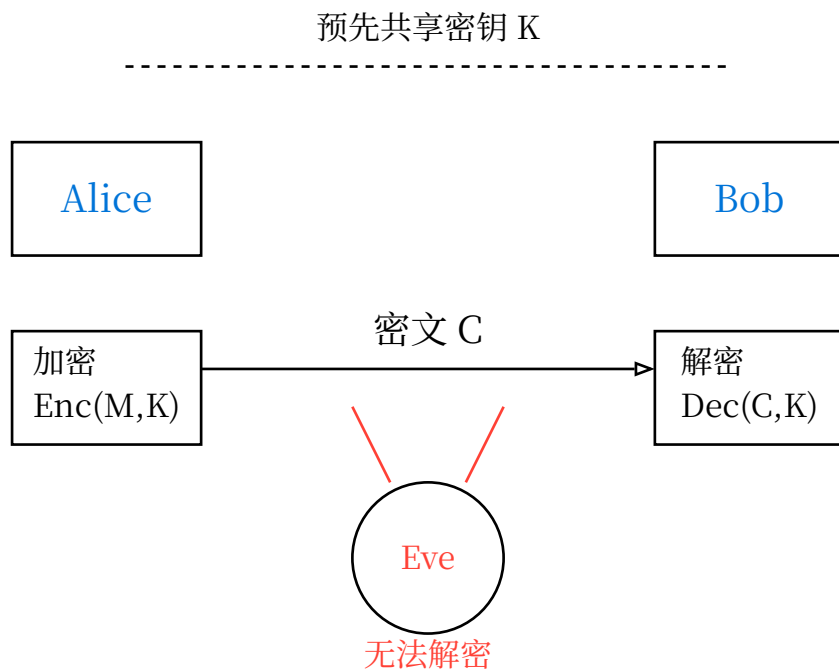 预先共享密钥 K
Alice
Bob
密文 C
加密
Enc(M,K)
解密
Dec(C,K)
Eve
无法解密